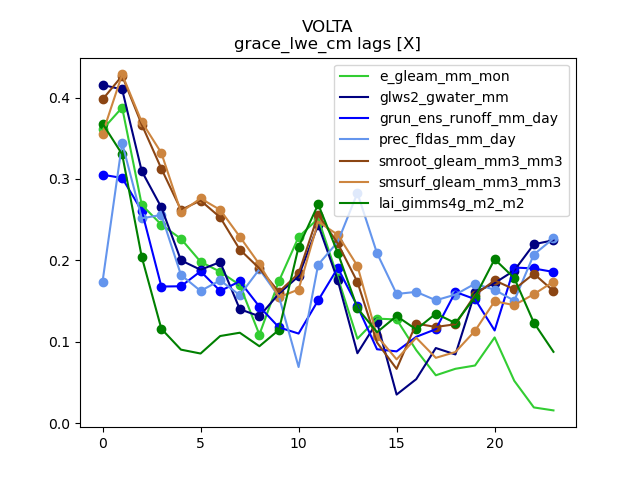 VOLTA
grace_lwe_cm lags [X]
e_gleam_mm_mon
glws2_gwater_mm
grun_ens_runoff_mm_day
prec_fldas_mm_day
smroot_gleam_mm3_mm3
smsurf_gleam_mm3_mm3
lai_gimms4g_m2_m2
0.4
0.3
0.2
0.1
0.0
0 5 10 15 20